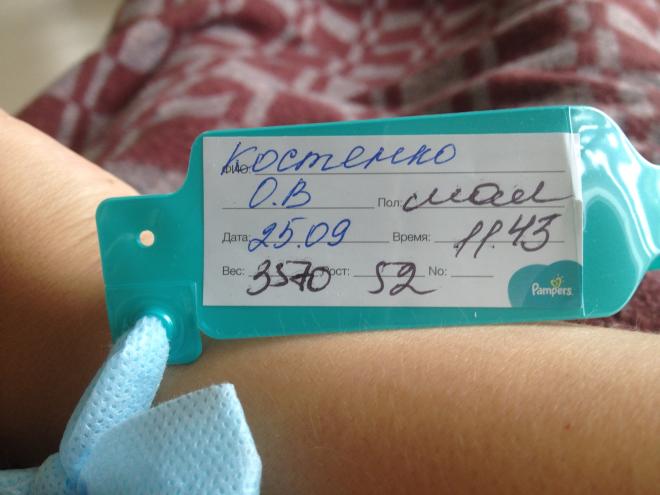 ФИО: Костенко
О.В Пол: мал
Дата: 25.09 Время: 11.43
Вес: 3570 Рост: 52 No:
Pampers